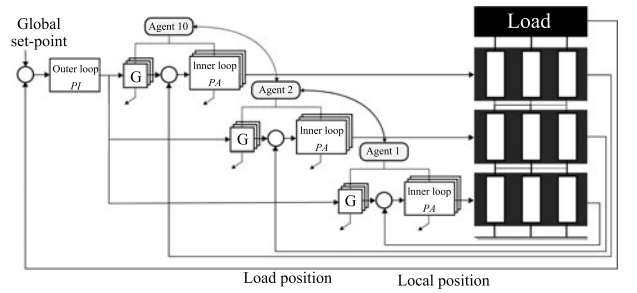 Global
set-point
Agent 10
Load
Outer loop
PI
G
Inner loop
PA
Agent 2
G
Inner loop
PA
Agent 1
G
Inner loop
PA
Load position
Local position